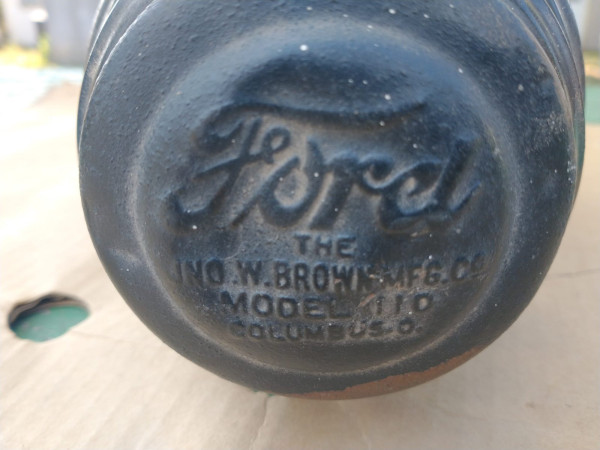 Ford
THE
JNO.W.BROWN MFG.CO.
MODEL 110
COLUMBUS.O.